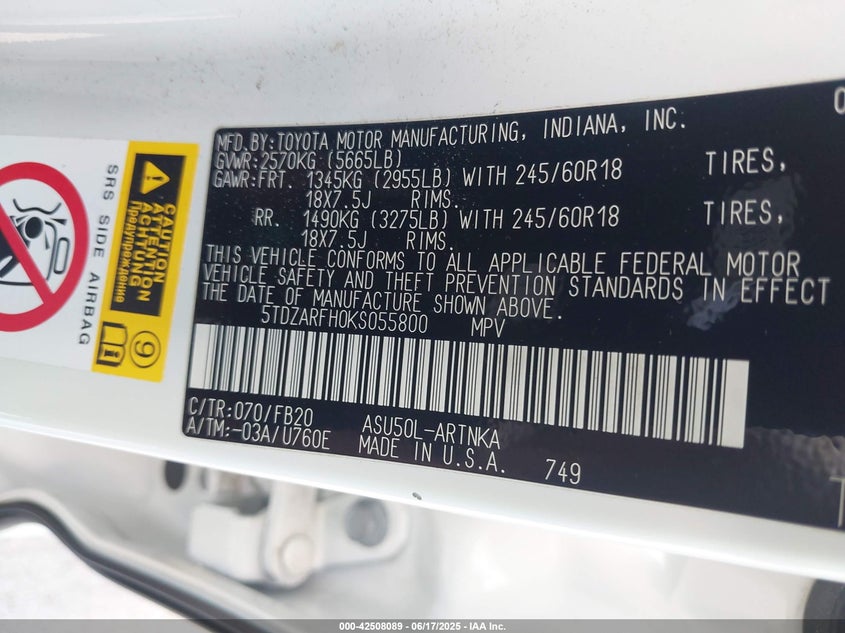 0
MFD.BY:TOYOTA MOTOR MANUFACTURING, INDIANA, INC.
GVWR:2570KG (5665LB)
GAWR:FRT. 1345KG (2955LB) WITH 245/60R18 TIRES,
18X7.5J RIMS.
RR. 1490KG (3275LB) WITH 245/60R18 TIRES,
18X7.5J RIMS.
THIS VEHICLE CONFORMS TO ALL APPLICABLE FEDERAL MOTOR
VEHICLE SAFETY AND THEFT PREVENTION STANDARDS IN EFFECT
THE DATE OF MANUFACTURE SHOWN ABOVE.
5TDZARFH0KS055800 MPV
C/TR:070/FB20 ASU50L-ARTNKA
A/TM:-03A/U760E MADE IN U.S.A. 749
SRS SIDE AIRBAG
CAUTION
ATTENTION
ACHTUNG
Предупреждение
9
000-42508089 — 06/17/2025 — IAA Inc.